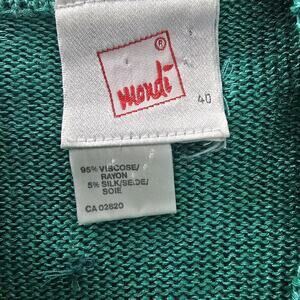 ®
mondi
40
95% VISCOSE/
RAYON
5% SILK/SEIDE/
SOIE
CA 02820